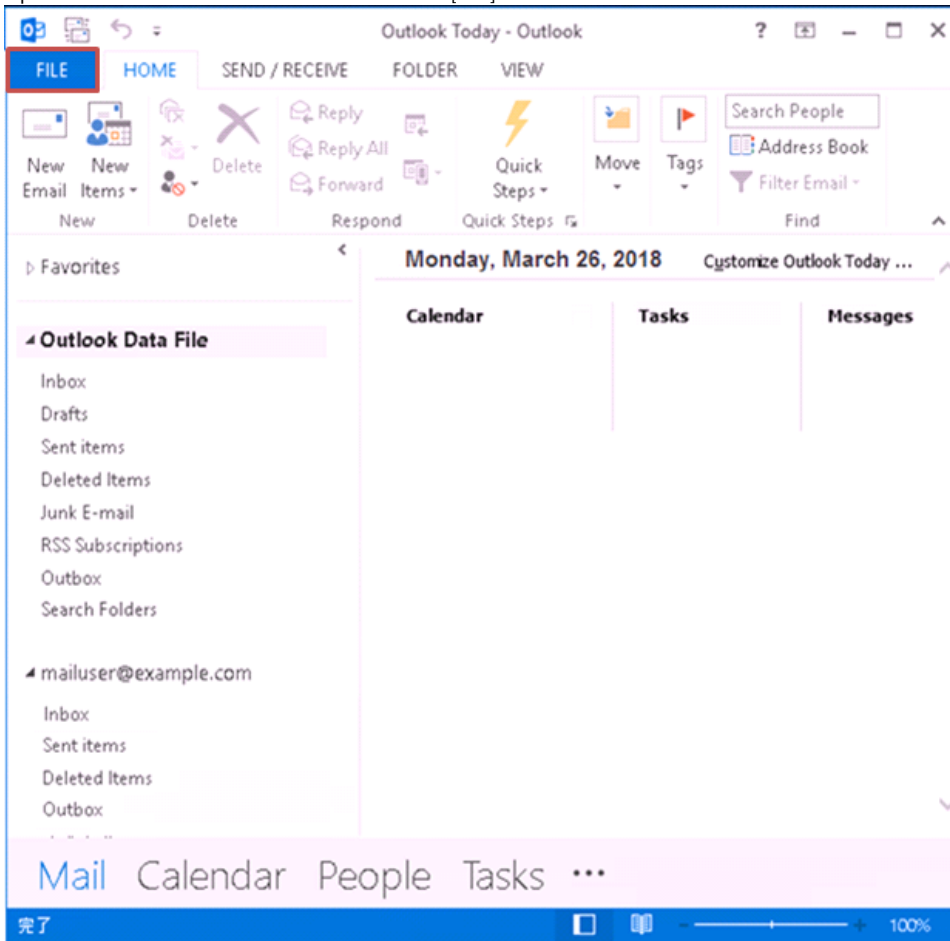 Outlook Today - Outlook
FILE HOME SEND / RECEIVE FOLDER VIEW
New Email
New Items
Delete
Reply
Reply All
Forward
Quick Steps
Move
Tags
Search People
Address Book
Filter Email
New Delete Respond Quick Steps Find
Favorites
Monday, March 26, 2018 Customize Outlook Today ...
Calendar Tasks Messages
Outlook Data File
Inbox
Drafts
Sent items
Deleted Items
Junk E-mail
RSS Subscriptions
Outbox
Search Folders
mailuser@example.com
Inbox
Sent items
Deleted Items
Outbox
Mail Calendar People Tasks ...
完了 100%